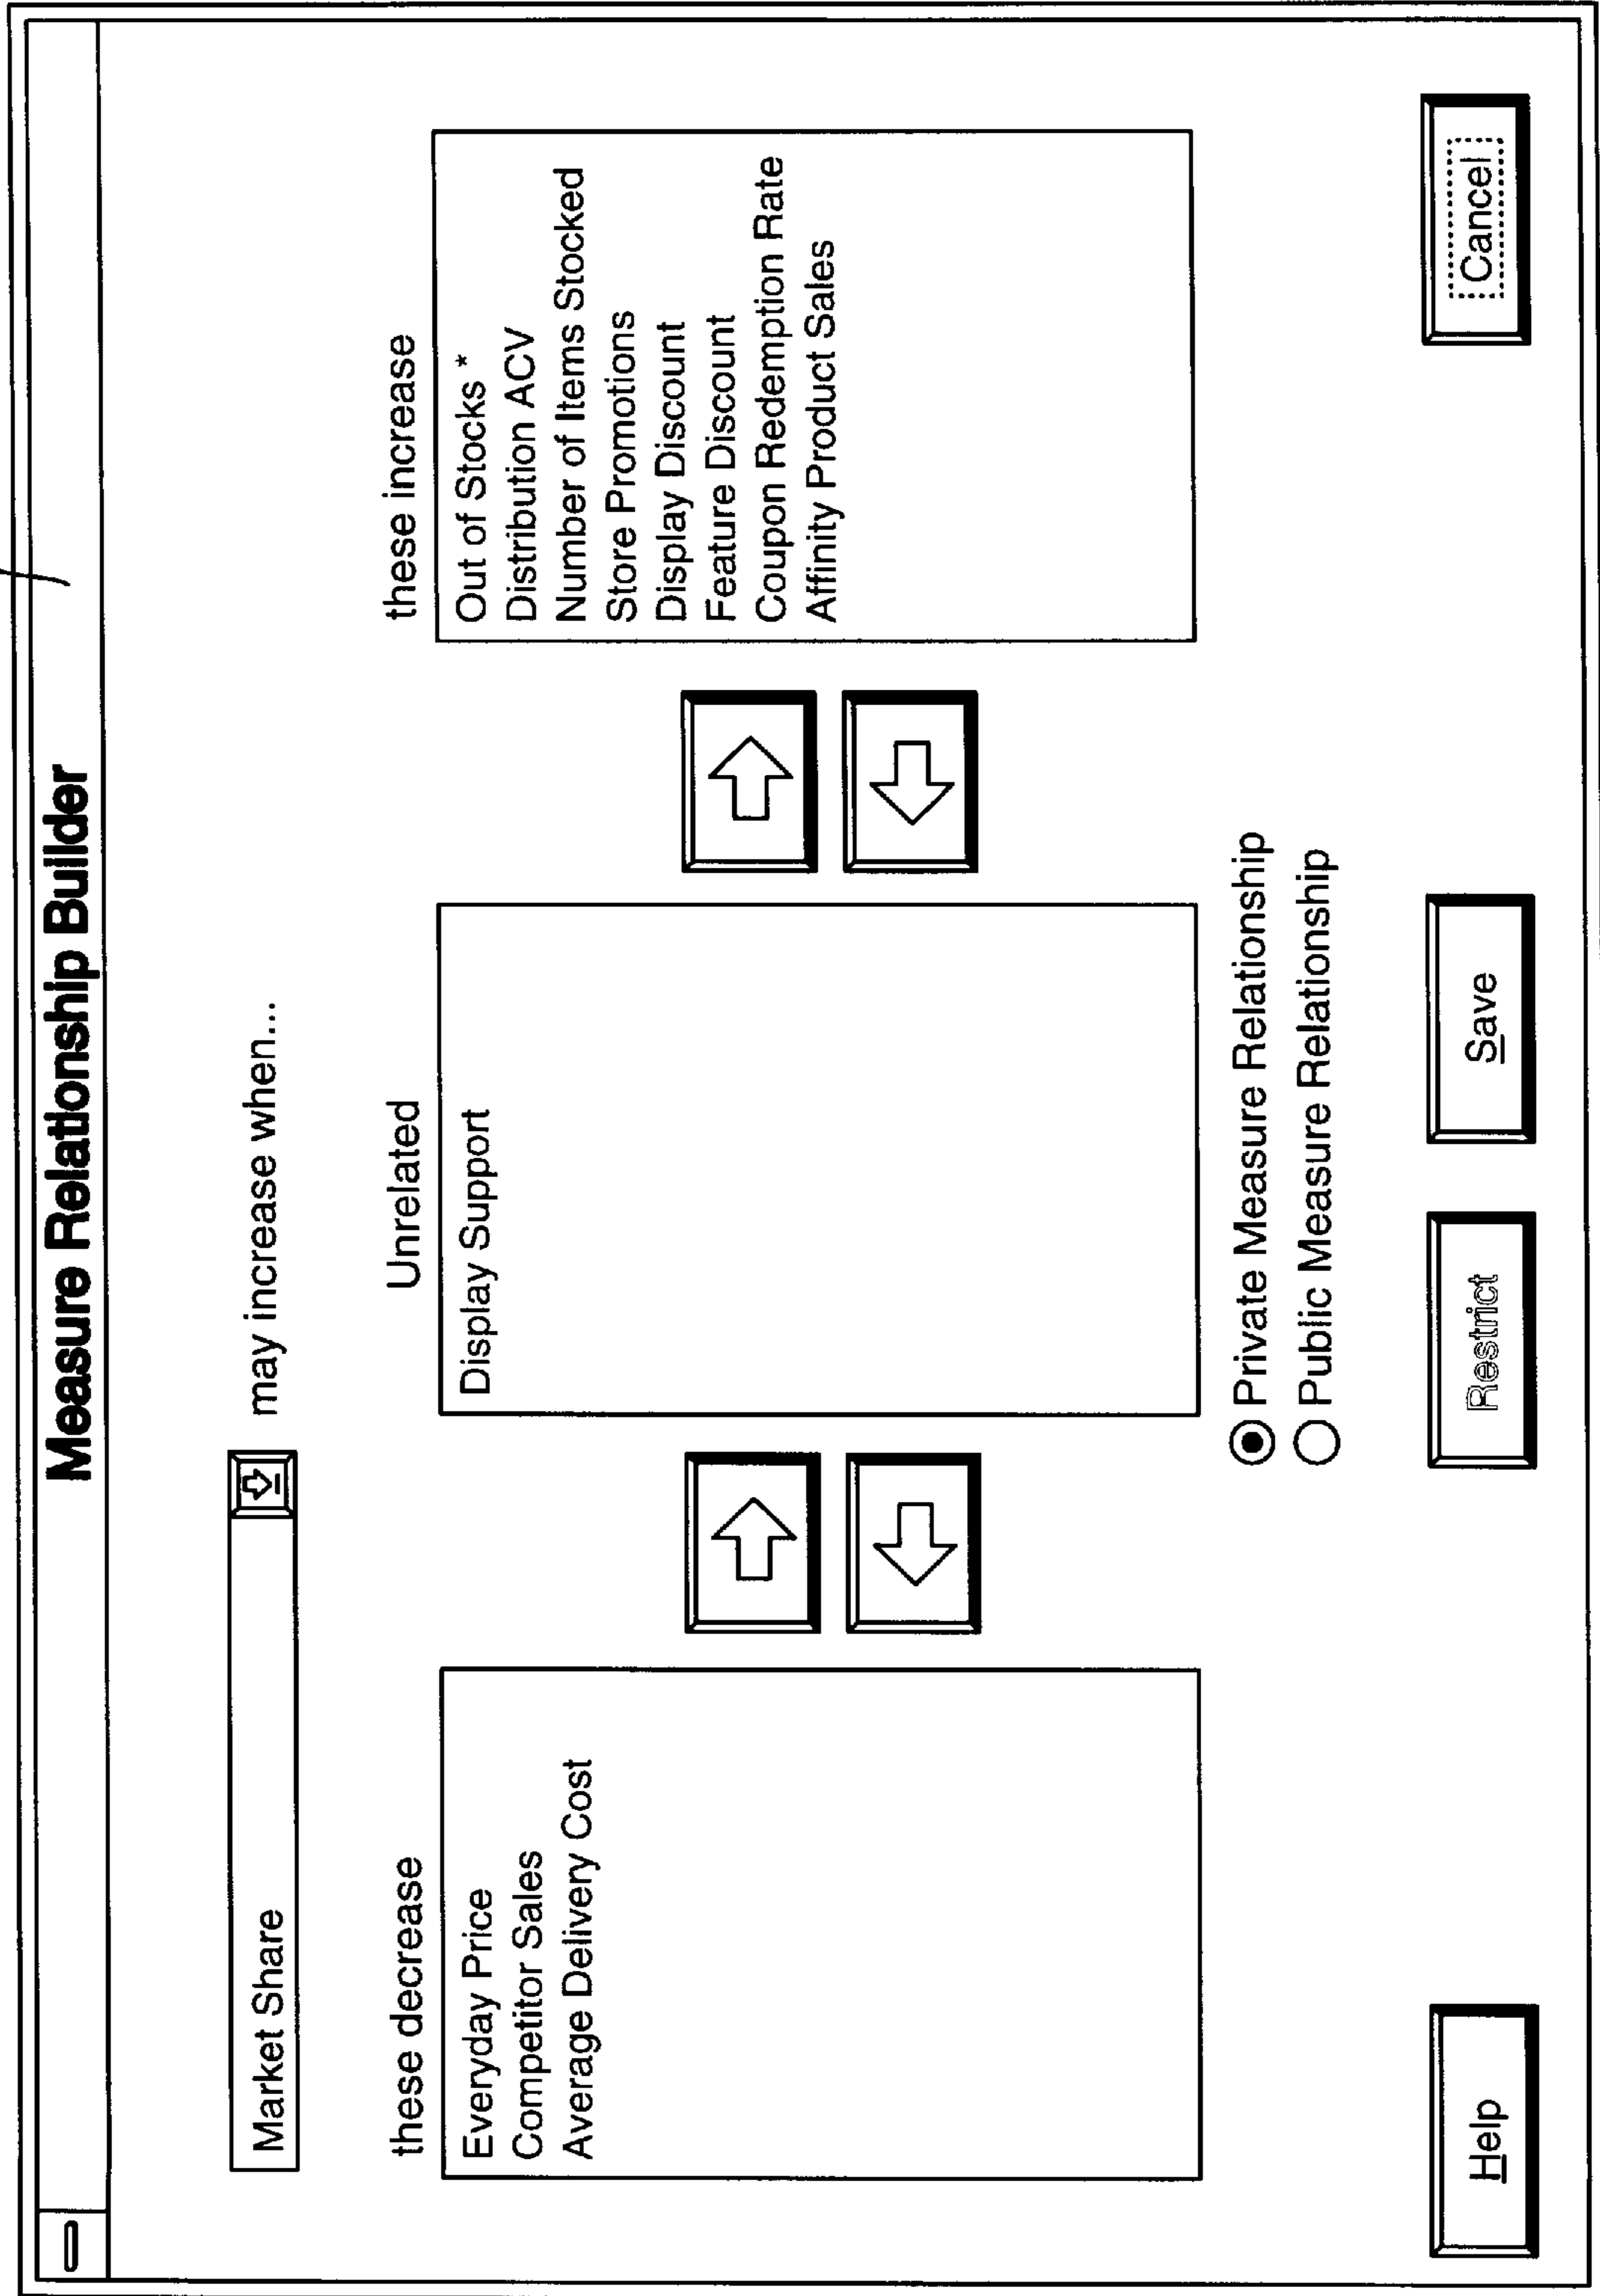 Measure Relationship Builder
Market Share
may increase when...
these decrease
Everyday Price
Competitor Sales
Average Delivery Cost
Unrelated
Display Support
these increase
Out of Stocks *
Distribution ACV
Number of Items Stocked
Store Promotions
Display Discount
Feature Discount
Coupon Redemption Rate
Affinity Product Sales
Private Measure Relationship
Public Measure Relationship
Help
Restrict
Save
Cancel